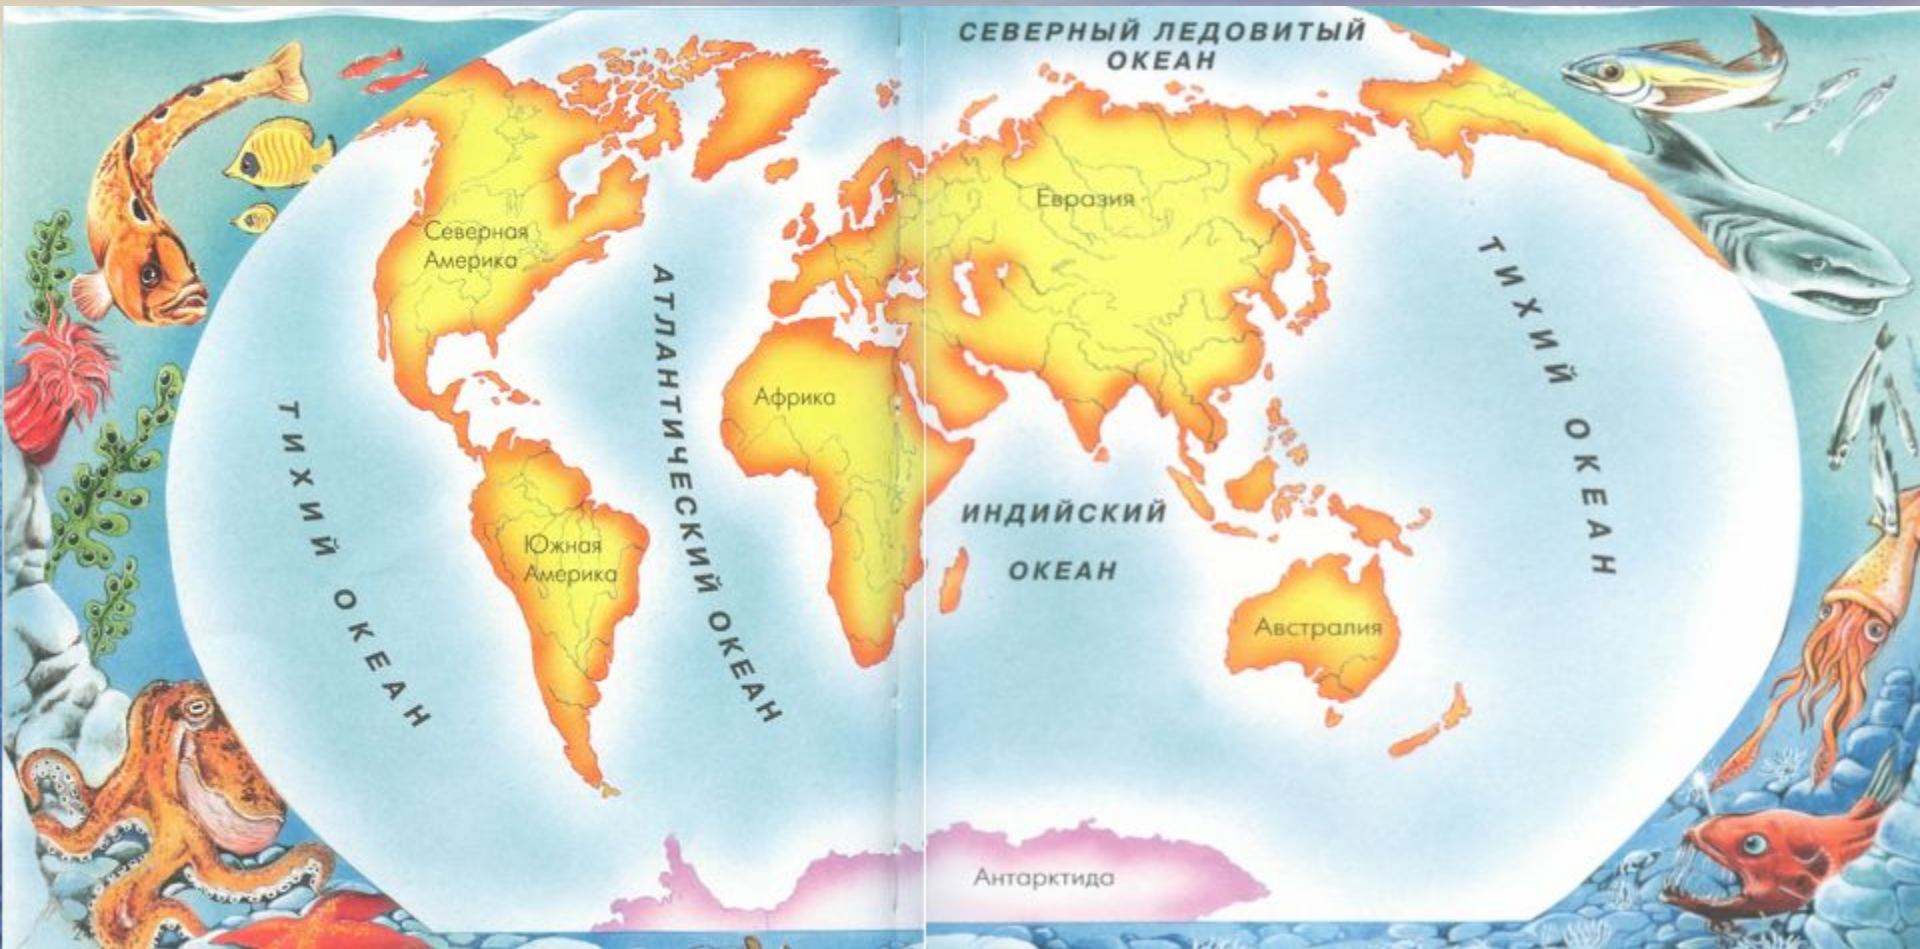 СЕВЕРНЫЙ ЛЕДОВИТЫЙ
ОКЕАН
Северная
Америка
Евразия
АТЛАНТИЧЕСКИЙ ОКЕАН
ТИХИЙ ОКЕАН
Африка
ТИХИЙ ОКЕАН
ИНДИЙСКИЙ
ОКЕАН
Южная
Америка
Австралия
Антарктида